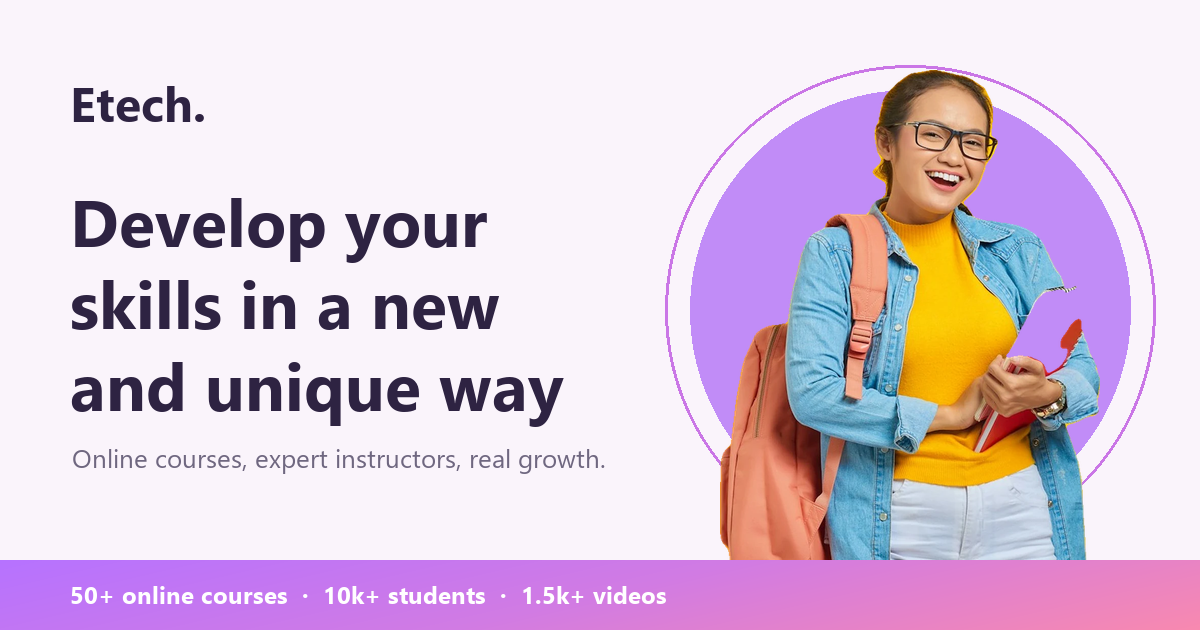 Etech.
Develop your
skills in a new
and unique way
Online courses, expert instructors, real growth.
50+ online courses · 10k+ students · 1.5k+ videos